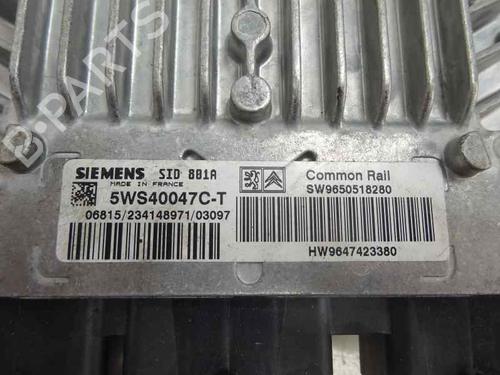 B-PARTS
SIEMENS SID 801A
MADE IN FRANCE
5WS40047C-T
06815/234148971/03097
Common Rail
SW9650518280
HW9647423380